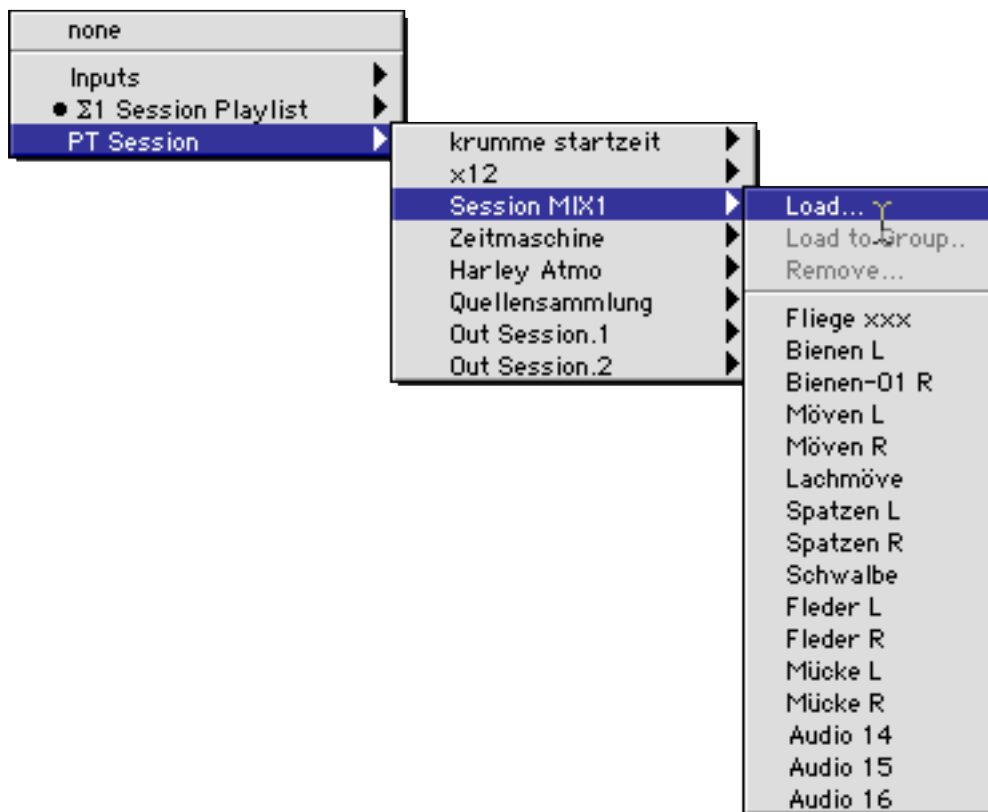 none
Inputs
● Σ1 Session Playlist
PT Session
krumme startzeit
x12
Session MIX1
Zeitmaschine
Harley Atmo
Quellensammlung
Out Session.1
Out Session.2
Load...
Load to Group..
Remove...
Fliege xxx
Bienen L
Bienen-01 R
Möven L
Möven R
Lachmöve
Spatzen L
Spatzen R
Schwalbe
Fleder L
Fleder R
Mücke L
Mücke R
Audio 14
Audio 15
Audio 16